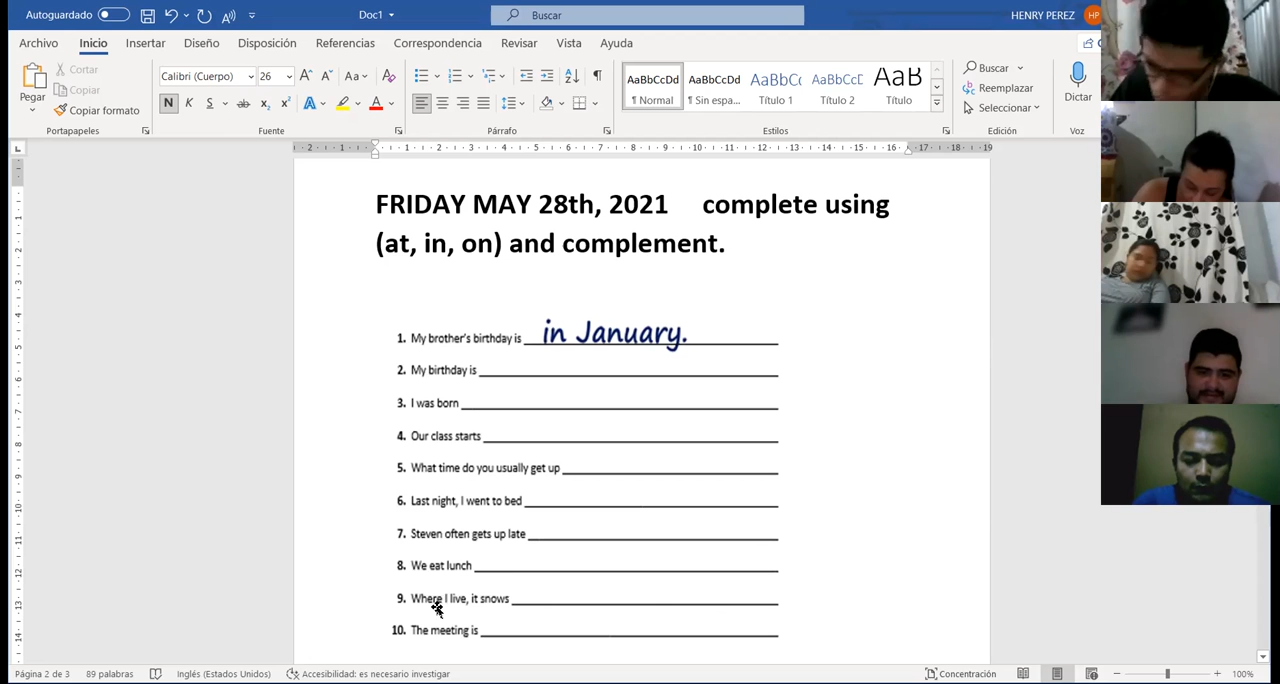 Autoguardado
Doc1
Buscar
HENRY PEREZ HP
Archivo Inicio Insertar Diseño Disposición Referencias Correspondencia Revisar Vista Ayuda
Pegar
Cortar
Copiar
Copiar formato
Portapapeles
Calibri (Cuerpo) 26
N K S ab x₂ x² A A
Fuente
Párrafo
AaBbCcDd AaBbCcDd AaBbCc AaBbCcD AaB
¶ Normal ¶ Sin espa... Título 1 Título 2 Título
Estilos
Buscar
Reemplazar
Seleccionar
Edición
Dictar
Voz
FRIDAY MAY 28th, 2021 complete using
(at, in, on) and complement.
1. My brother's birthday is in January.
2. My birthday is
3. I was born
4. Our class starts
5. What time do you usually get up
6. Last night, I went to bed
7. Steven often gets up late
8. We eat lunch
9. Where I live, it snows
10. The meeting is
Página 2 de 3 89 palabras Inglés (Estados Unidos) Accesibilidad: es necesario investigar Concentración 100%